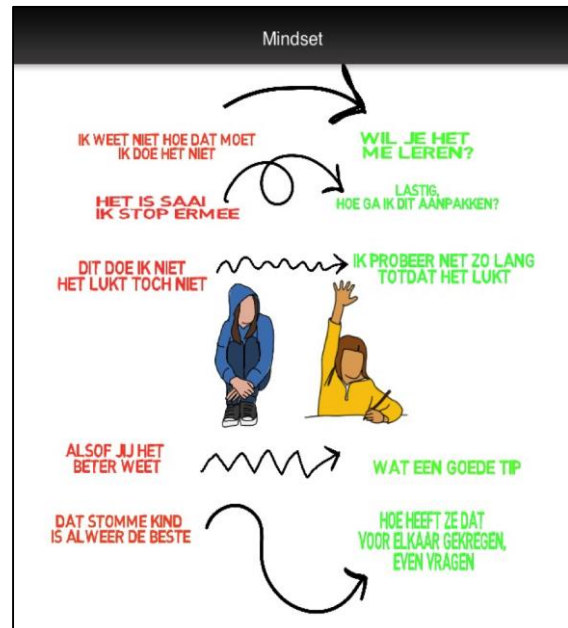 Mindset
IK WEET NIET HOE DAT MOET
IK DOE HET NIET
WIL JE HET
ME LEREN?
HET IS SAAI
IK STOP ERMEE
LASTIG,
HOE GA IK DIT AANPAKKEN?
DIT DOE IK NIET
HET LUKT TOCH NIET
IK PROBEER NET ZO LANG
TOTDAT HET LUKT
ALSOF JIJ HET
BETER WEET
WAT EEN GOEDE TIP
DAT STOMME KIND
IS ALWEER DE BESTE
HOE HEEFT ZE DAT
VOOR ELKAAR GEKREGEN,
EVEN VRAGEN